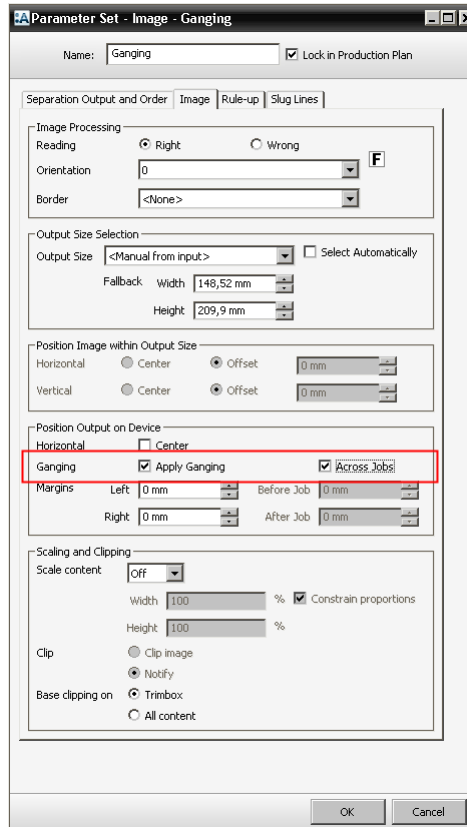 Parameter Set - Image - Ganging
Name: Ganging Lock in Production Plan
Separation Output and Order Image Rule-up Slug Lines
Image Processing
Reading Right Wrong
Orientation 0 F
Border <None>
Output Size Selection
Output Size <Manual from input> Select Automatically
Fallback Width 148,52 mm
Height 209,9 mm
Position Image within Output Size
Horizontal Center Offset 0 mm
Vertical Center Offset 0 mm
Position Output on Device
Horizontal Center
Ganging Apply Ganging Across Jobs
Margins Left 0 mm Before Job 0 mm
Right 0 mm After Job 0 mm
Scaling and Clipping
Scale content Off
Width 100 % Constrain proportions
Height 100 %
Clip Clip image
Notify
Base clipping on Trimbox
All content
OK Cancel